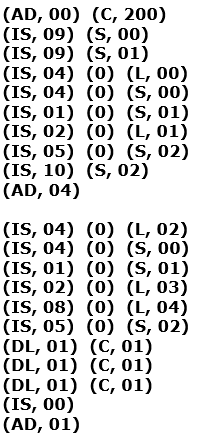 (AD, 00) (C, 200)
(IS, 09) (S, 00)
(IS, 09) (S, 01)
(IS, 04) (0) (L, 00)
(IS, 04) (0) (S, 00)
(IS, 01) (0) (S, 01)
(IS, 02) (0) (L, 01)
(IS, 05) (0) (S, 02)
(IS, 10) (S, 02)
(AD, 04)

(IS, 04) (0) (L, 02)
(IS, 04) (0) (S, 00)
(IS, 01) (0) (S, 01)
(IS, 02) (0) (L, 03)
(IS, 08) (0) (L, 04)
(IS, 05) (0) (S, 02)
(DL, 01) (C, 01)
(DL, 01) (C, 01)
(DL, 01) (C, 01)
(IS, 00)
(AD, 01)